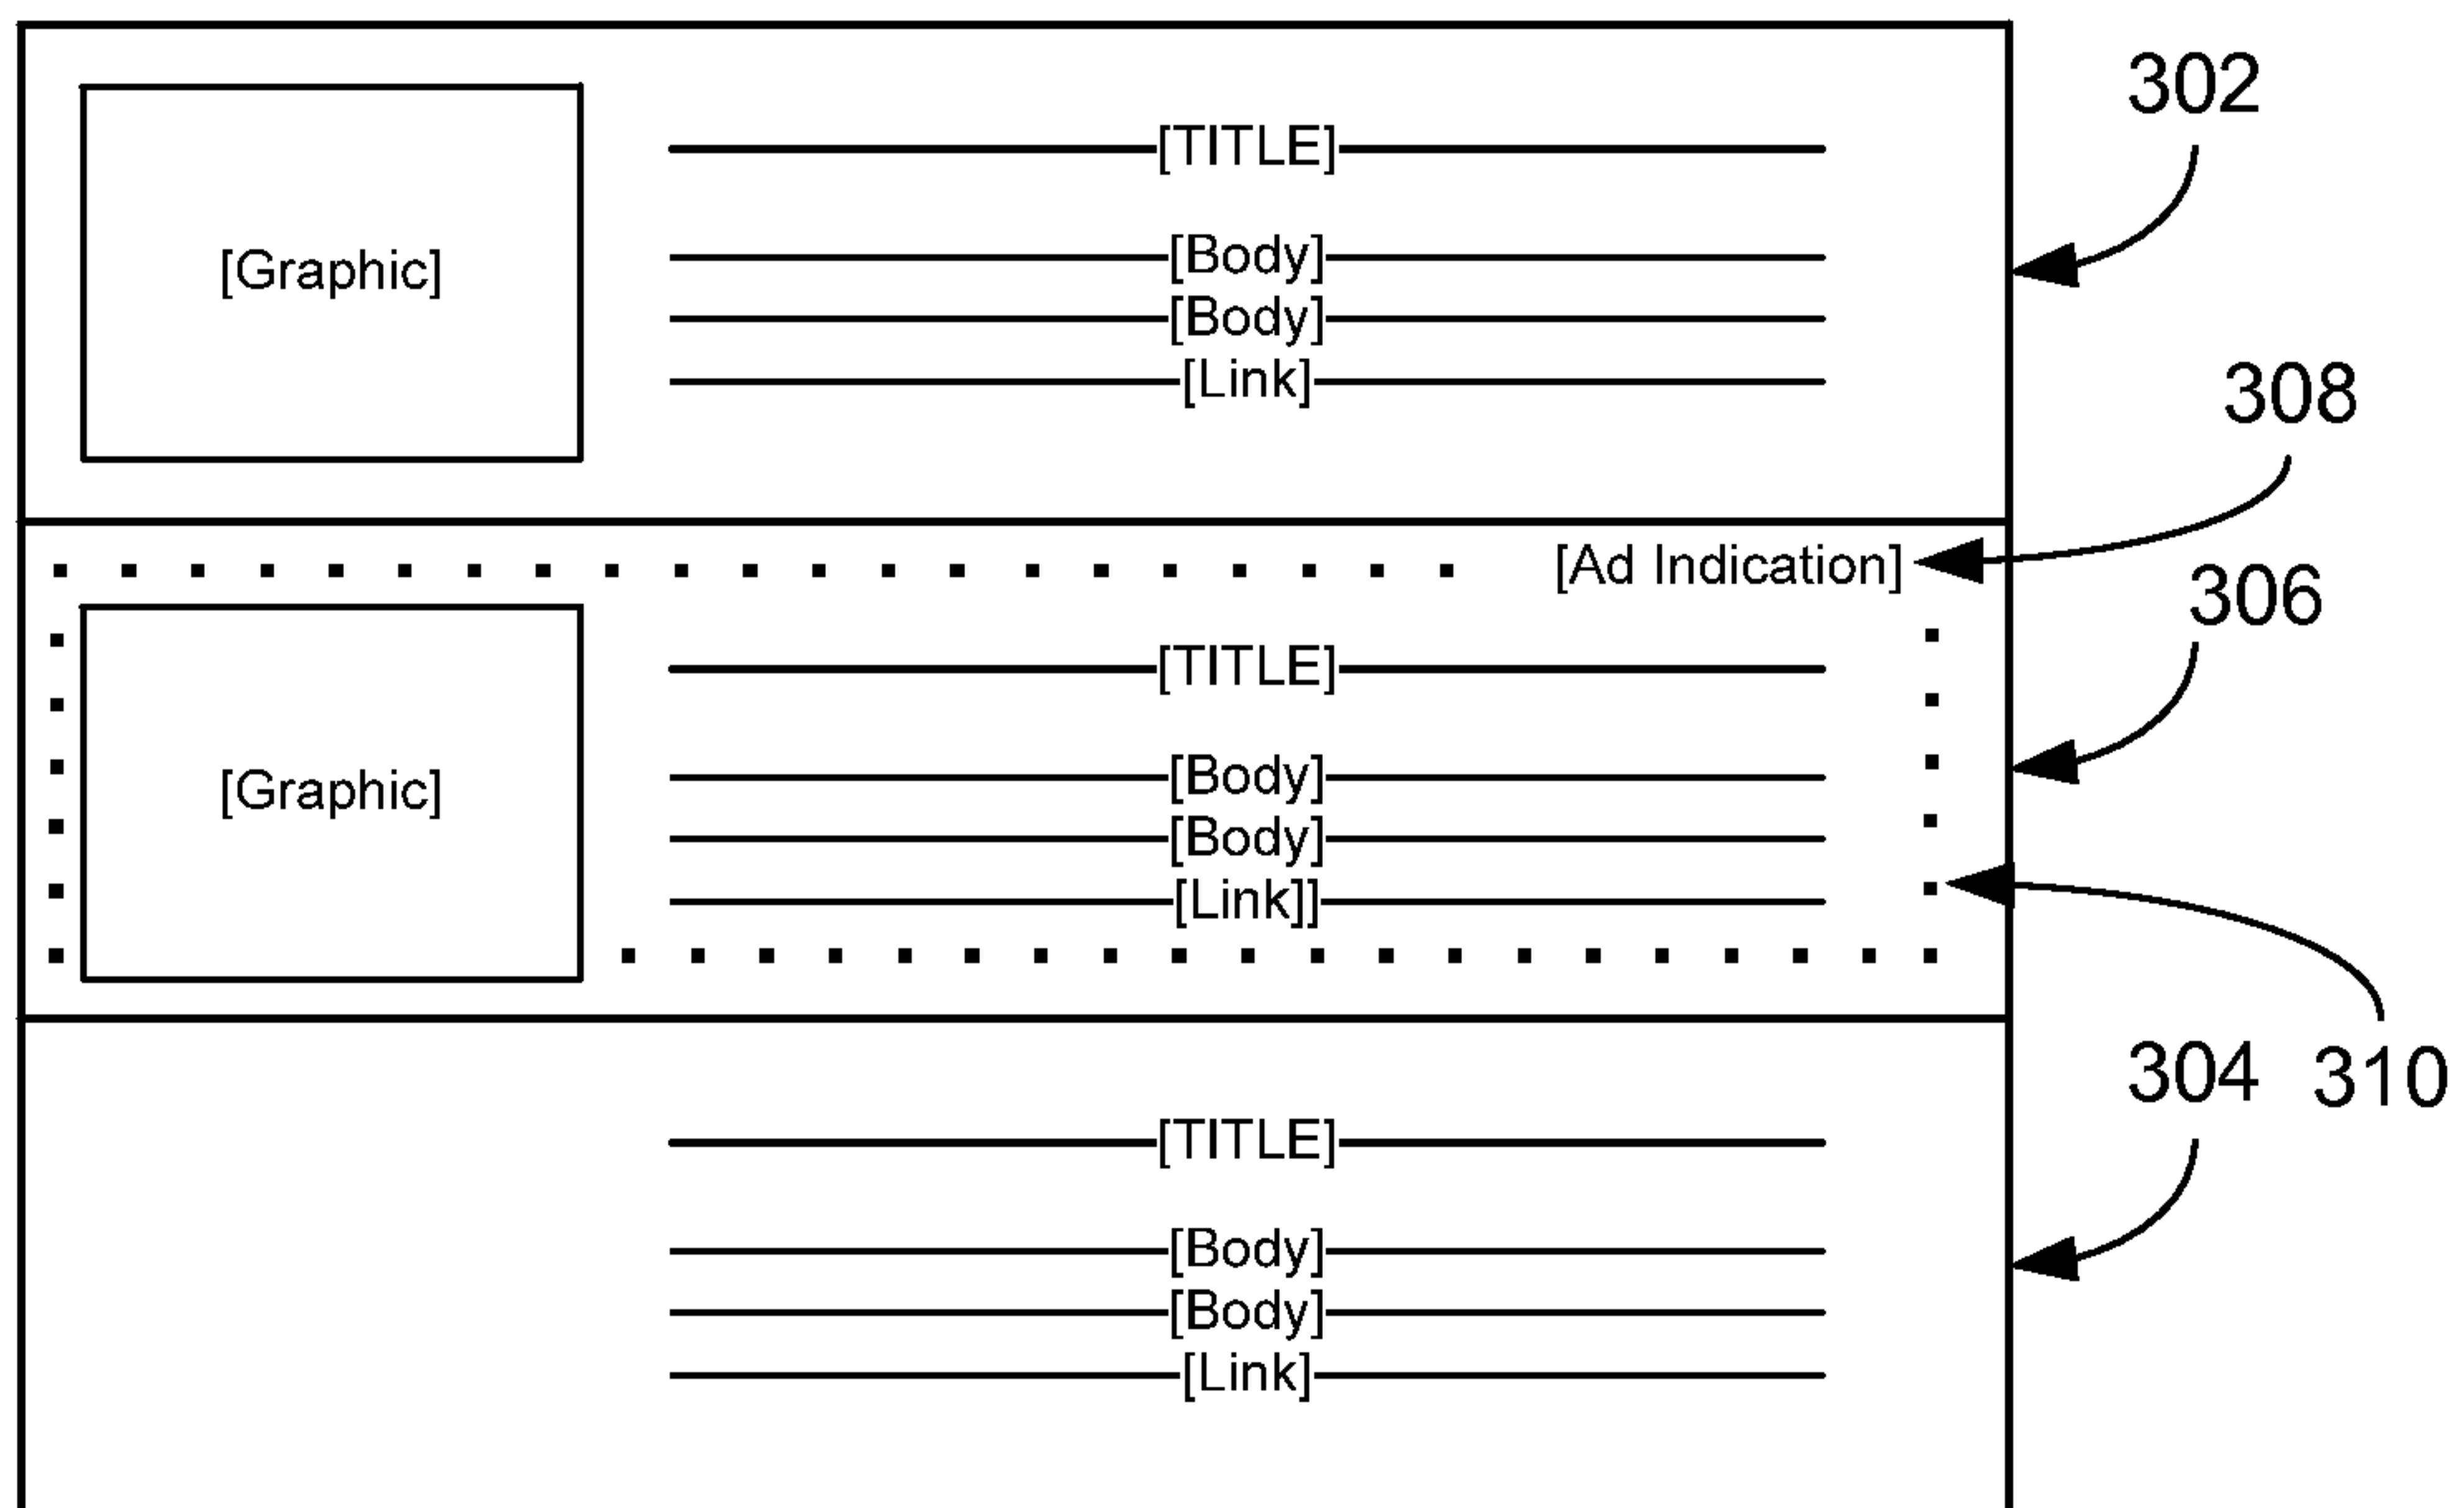 302
[TITLE]
[Graphic]
[Body]
[Body]
[Link]
308
[Ad Indication]
306
[TITLE]
[Graphic]
[Body]
[Body]
[Link]]
310
304
[TITLE]
[Body]
[Body]
[Link]